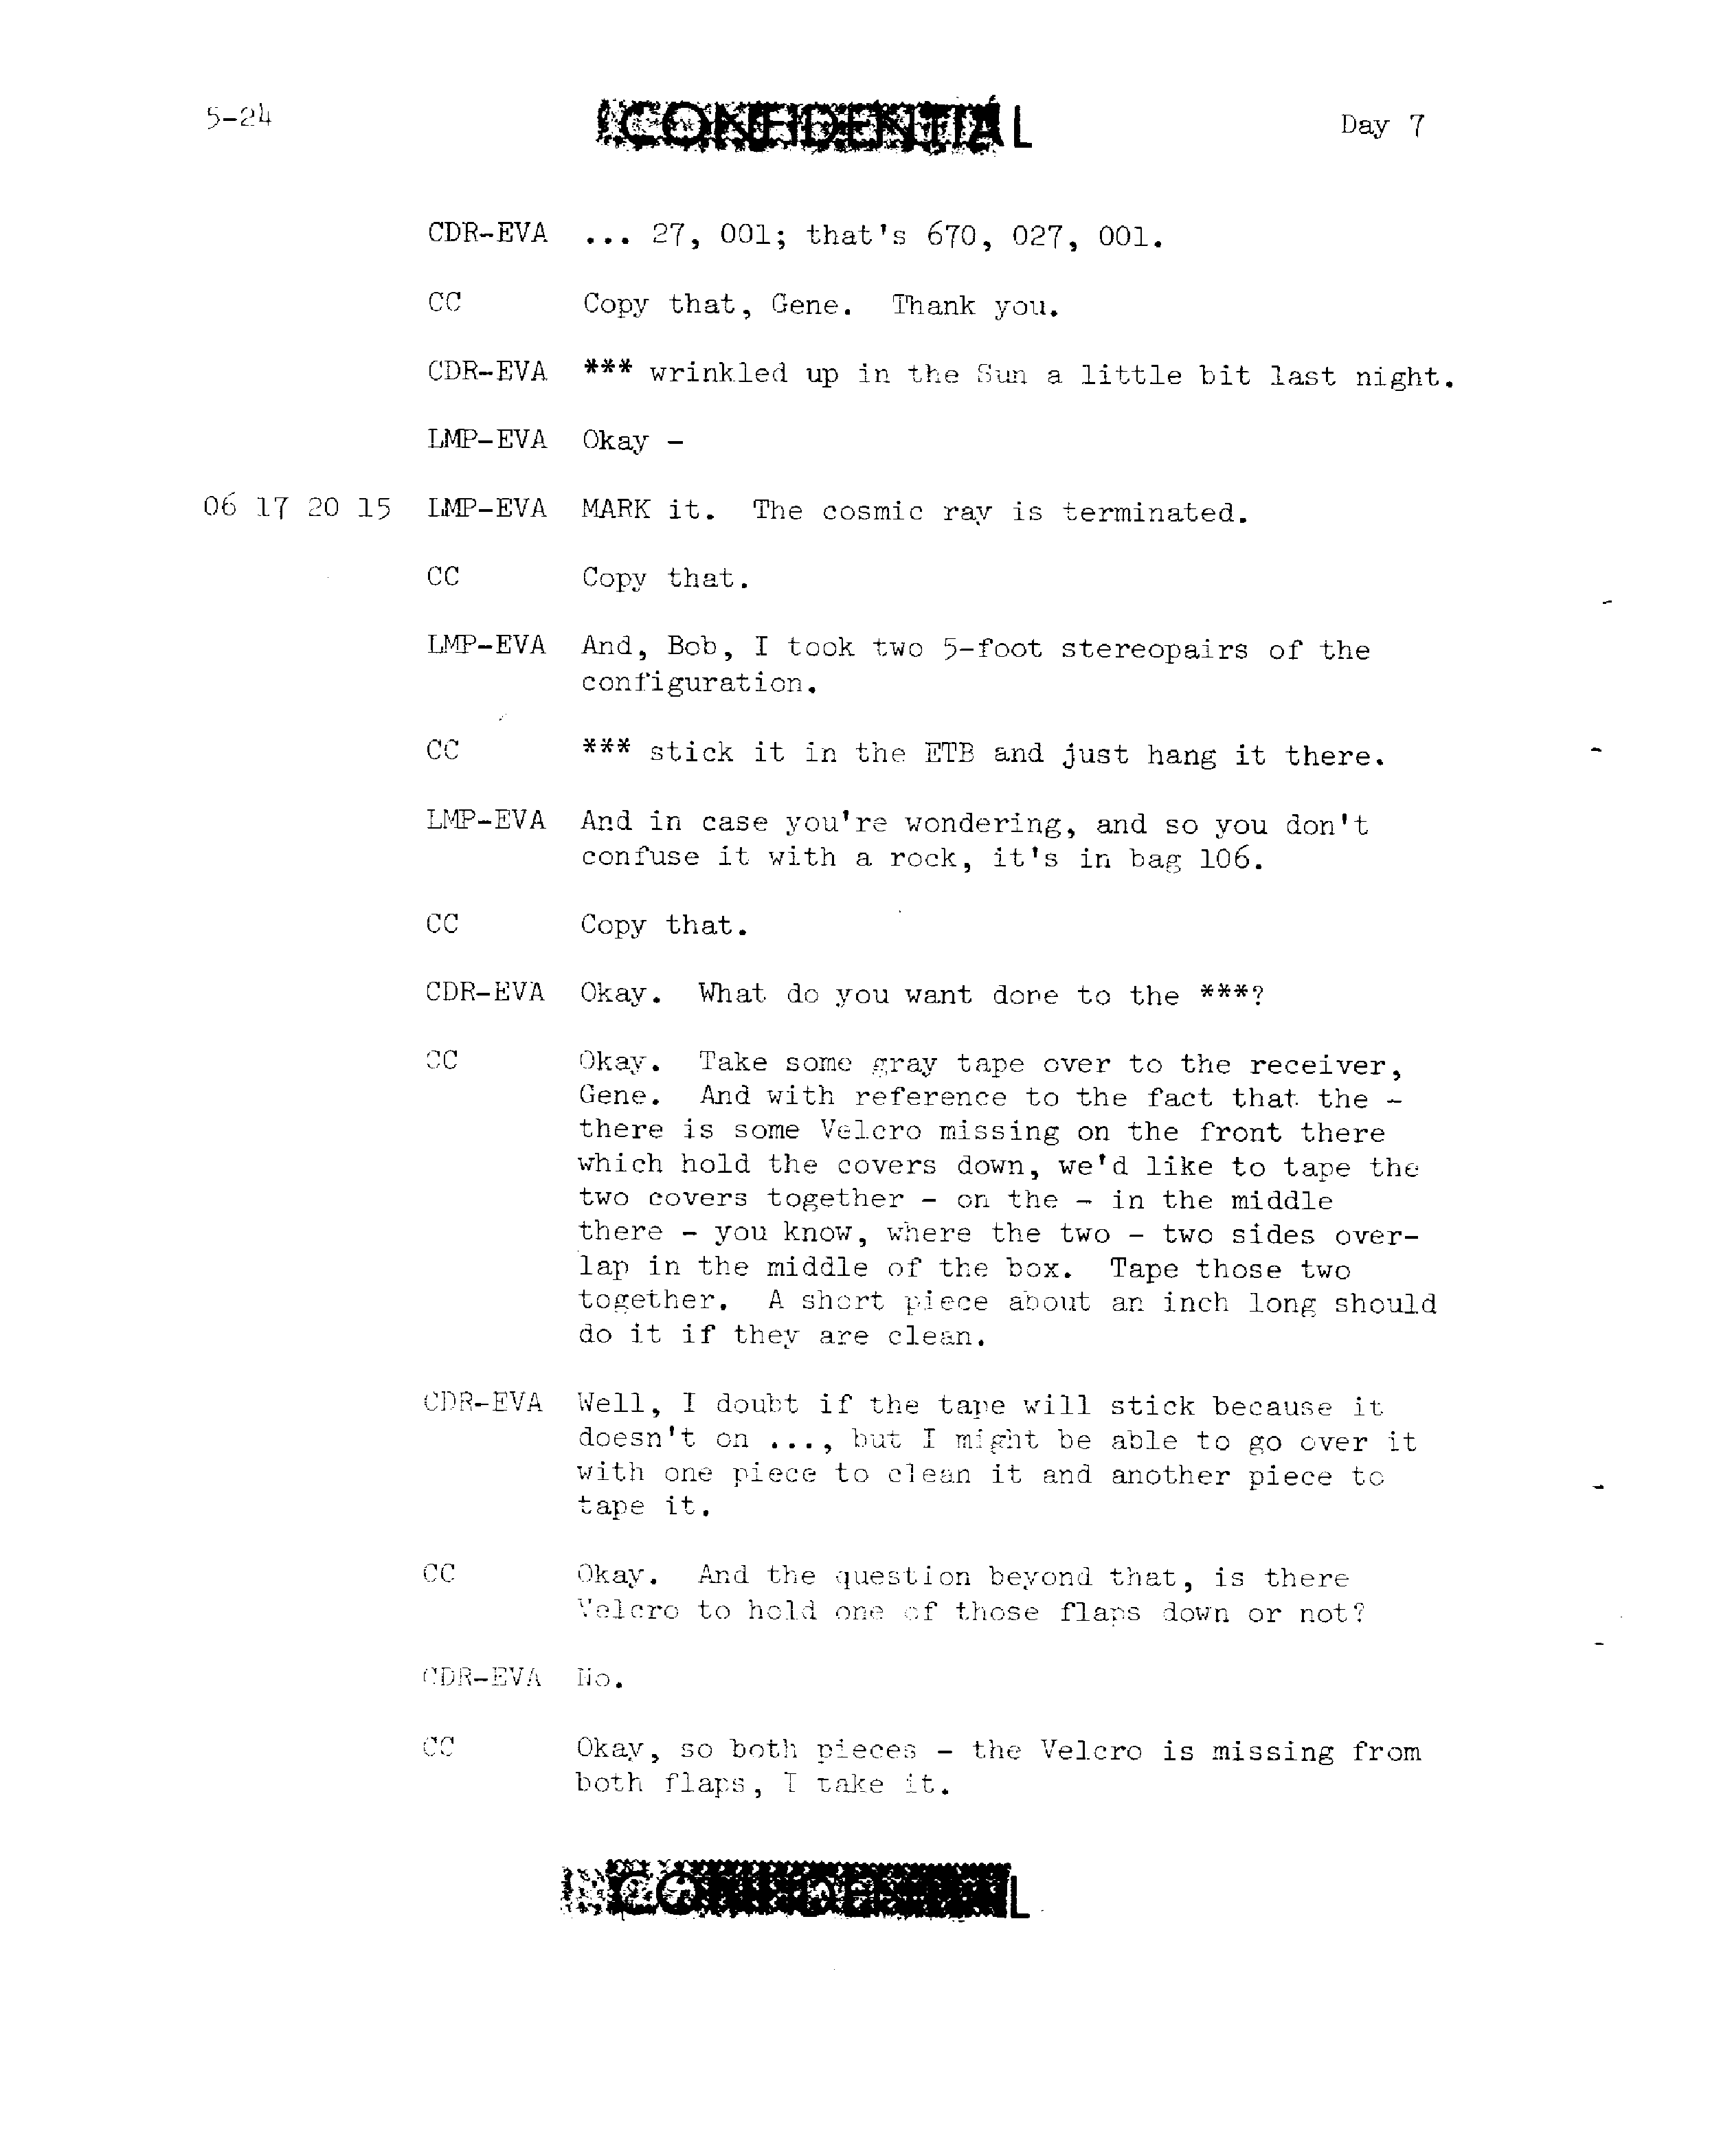 5-24
CONFIDENTIAL
Day 7
CDR-EVA ... 27, 001; that's 670, 027, 001.
CC Copy that, Gene. Thank you.
CDR-EVA *** wrinkled up in the Sun a little bit last night.
LMP-EVA Okay -
06 17 20 15 LMP-EVA MARK it. The cosmic ray is terminated.
CC Copy that.
LMP-EVA And, Bob, I took two 5-foot stereopairs of the
configuration.
CC *** stick it in the ETB and just hang it there.
LMP-EVA And in case you're wondering, and so you don't
confuse it with a rock, it's in bag 106.
CC Copy that.
CDR-EVA Okay. What do you want done to the ***?
CC Okay. Take some gray tape over to the receiver,
Gene. And with reference to the fact that the -
there is some Velcro missing on the front there
which hold the covers down, we'd like to tape the
two covers together - on the - in the middle
there - you know, where the two - two sides over-
lap in the middle of the box. Tape those two
together. A short piece about an inch long should
do it if they are clean.
CDR-EVA Well, I doubt if the tape will stick because it
doesn't on ..., but I might be able to go over it
with one piece to clean it and another piece to
tape it.
CC Okay. And the question beyond that, is there
Velcro to hold one of those flaps down or not?
CDR-EVA No.
CC Okay, so both pieces - the Velcro is missing from
both flaps, I take it.
CONFIDENTIAL